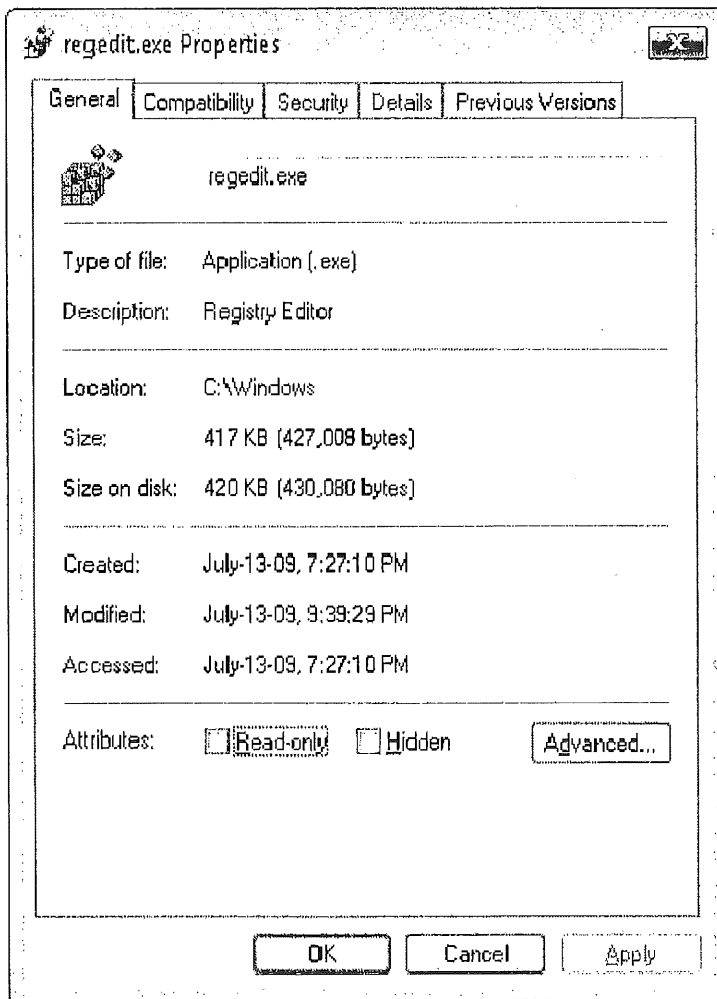 regedit.exe Properties
General Compatibility Security Details Previous Versions
regedit.exe
Type of file: Application (.exe)
Description: Registry Editor
Location: C:\Windows
Size: 417 KB (427,008 bytes)
Size on disk: 420 KB (430,080 bytes)
Created: July-13-09, 7:27:10 PM
Modified: July-13-09, 9:39:29 PM
Accessed: July-13-09, 7:27:10 PM
Attributes: Read-only Hidden Advanced...
OK Cancel Apply